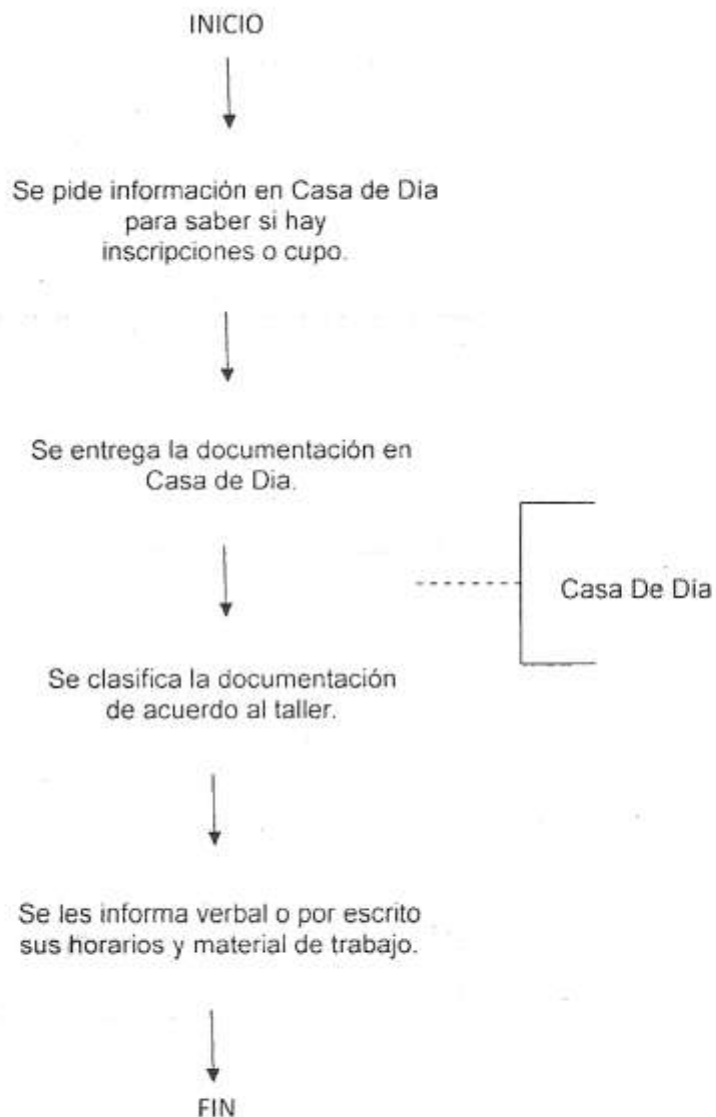 INICIO
Se pide información en Casa de Día
para saber si hay
inscripciones o cupo.
Se entrega la documentación en
Casa de Dia.
Casa De Día
Se clasifica la documentación
de acuerdo al taller.
Se les informa verbal o por escrito
sus horarios y material de trabajo.
FIN